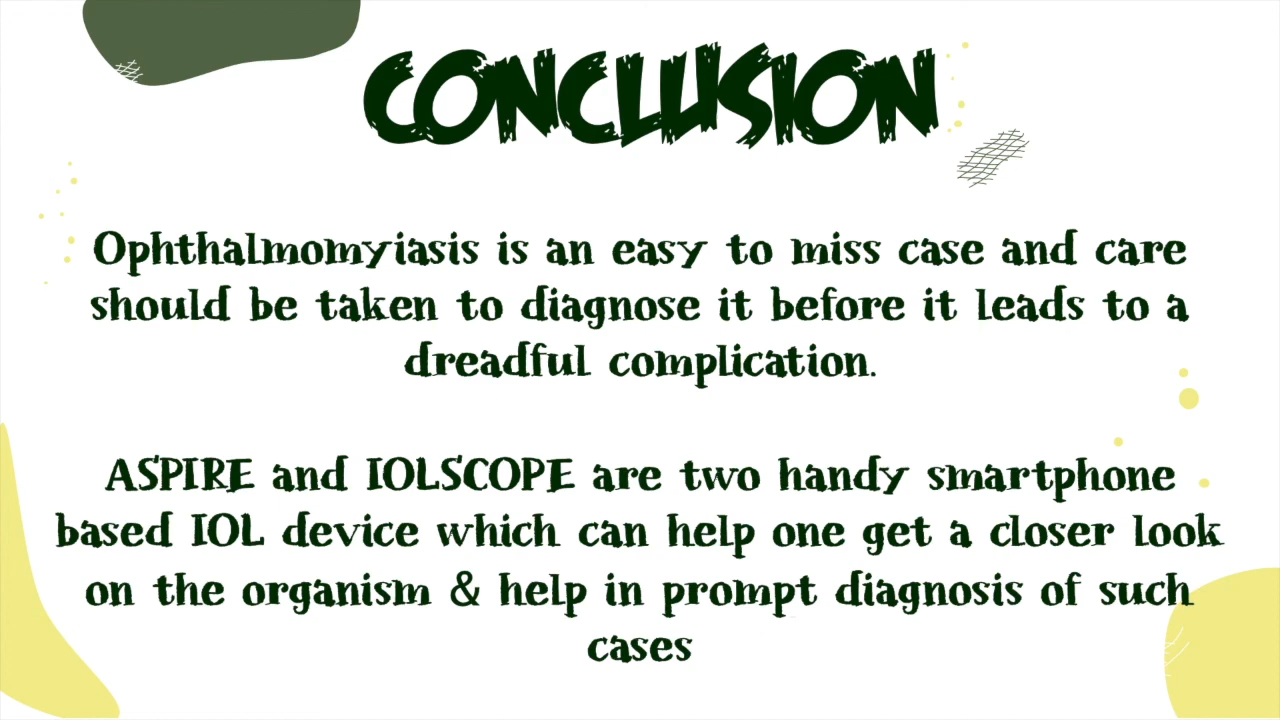 CONCLUSION
Ophthalmomyiasis is an easy to miss case and care
should be taken to diagnose it before it leads to a
dreadful complication.
ASPIRE and IOLSCOPE are two handy smartphone
based IOL device which can help one get a closer look
on the organism & help in prompt diagnosis of such
cases